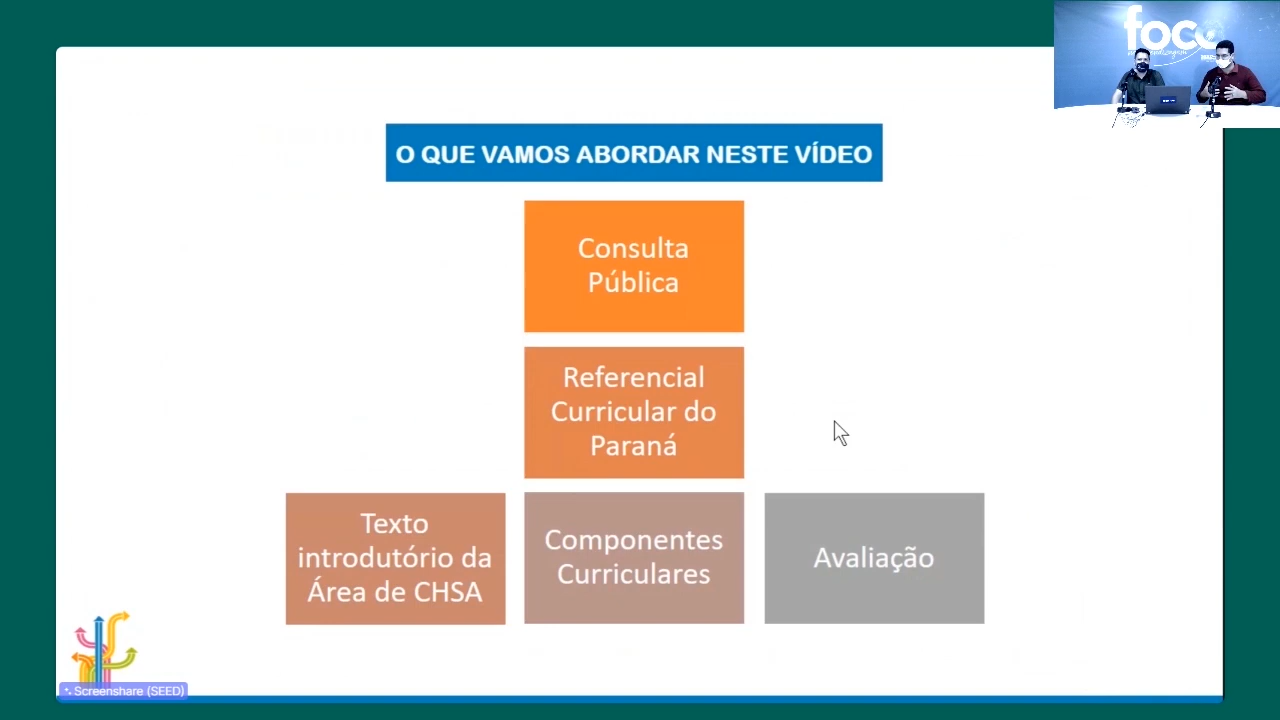 foco
O QUE VAMOS ABORDAR NESTE VÍDEO
Consulta
Pública
Referencial
Curricular do
Paraná
Texto
introdutório da
Área de CHSA
Componentes
Curriculares
Avaliação
Screenshare (SEED)